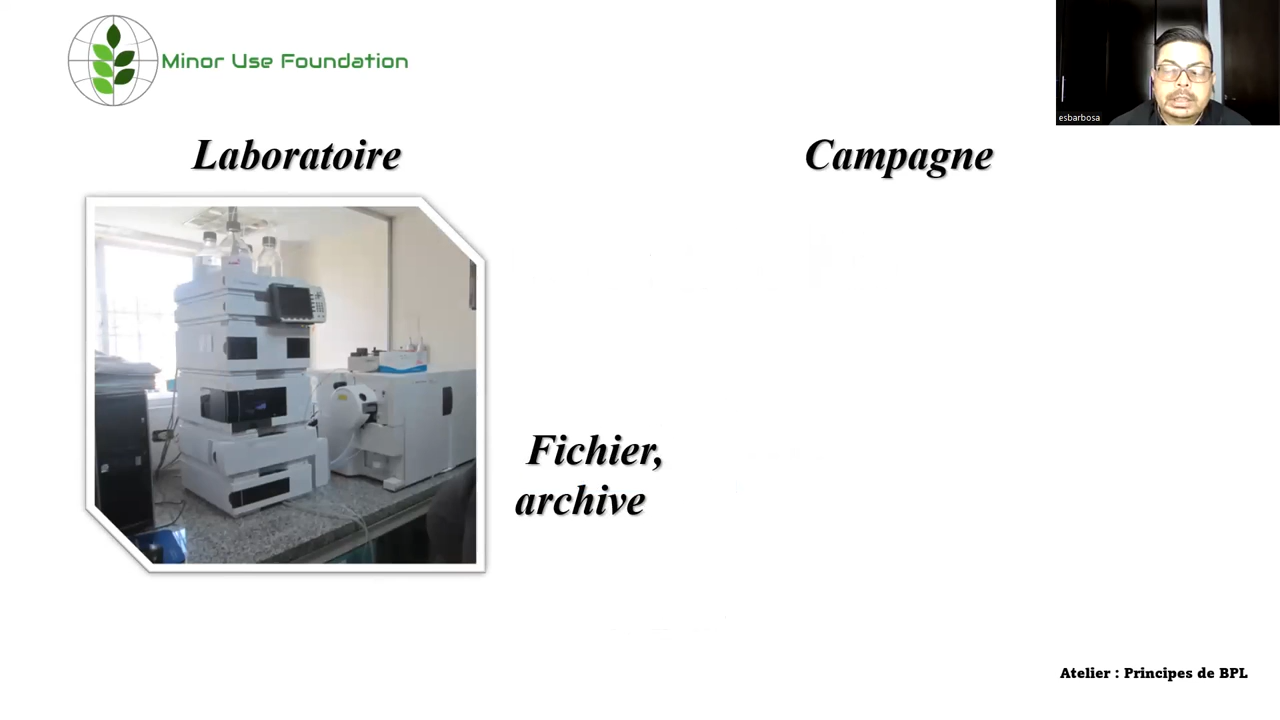 Minor Use Foundation
esbarbosa
Laboratoire
Campagne
Fichier,
archive
Atelier : Principes de BPL